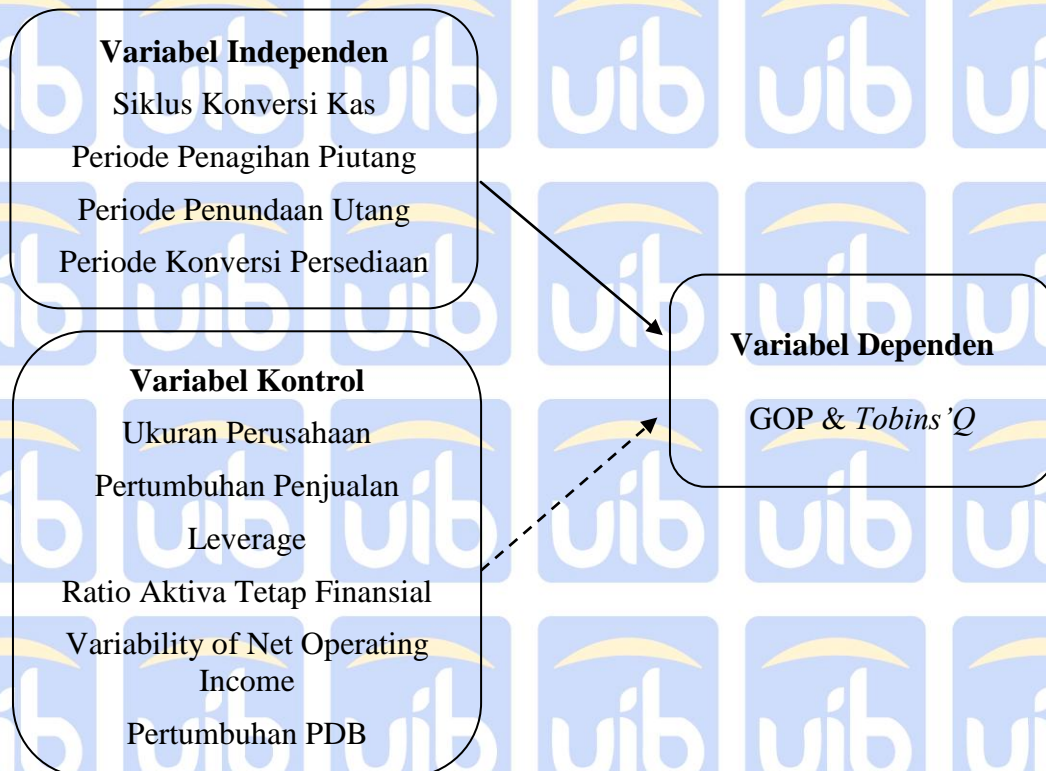 Variabel Independen
Siklus Konversi Kas
Periode Penagihan Piutang
Periode Penundaan Utang
Periode Konversi Persediaan
Variabel Dependen
GOP & Tobins'Q
Variabel Kontrol
Ukuran Perusahaan
Pertumbuhan Penjualan
Leverage
Ratio Aktiva Tetap Finansial
Variability of Net Operating
Income
Pertumbuhan PDB
uib